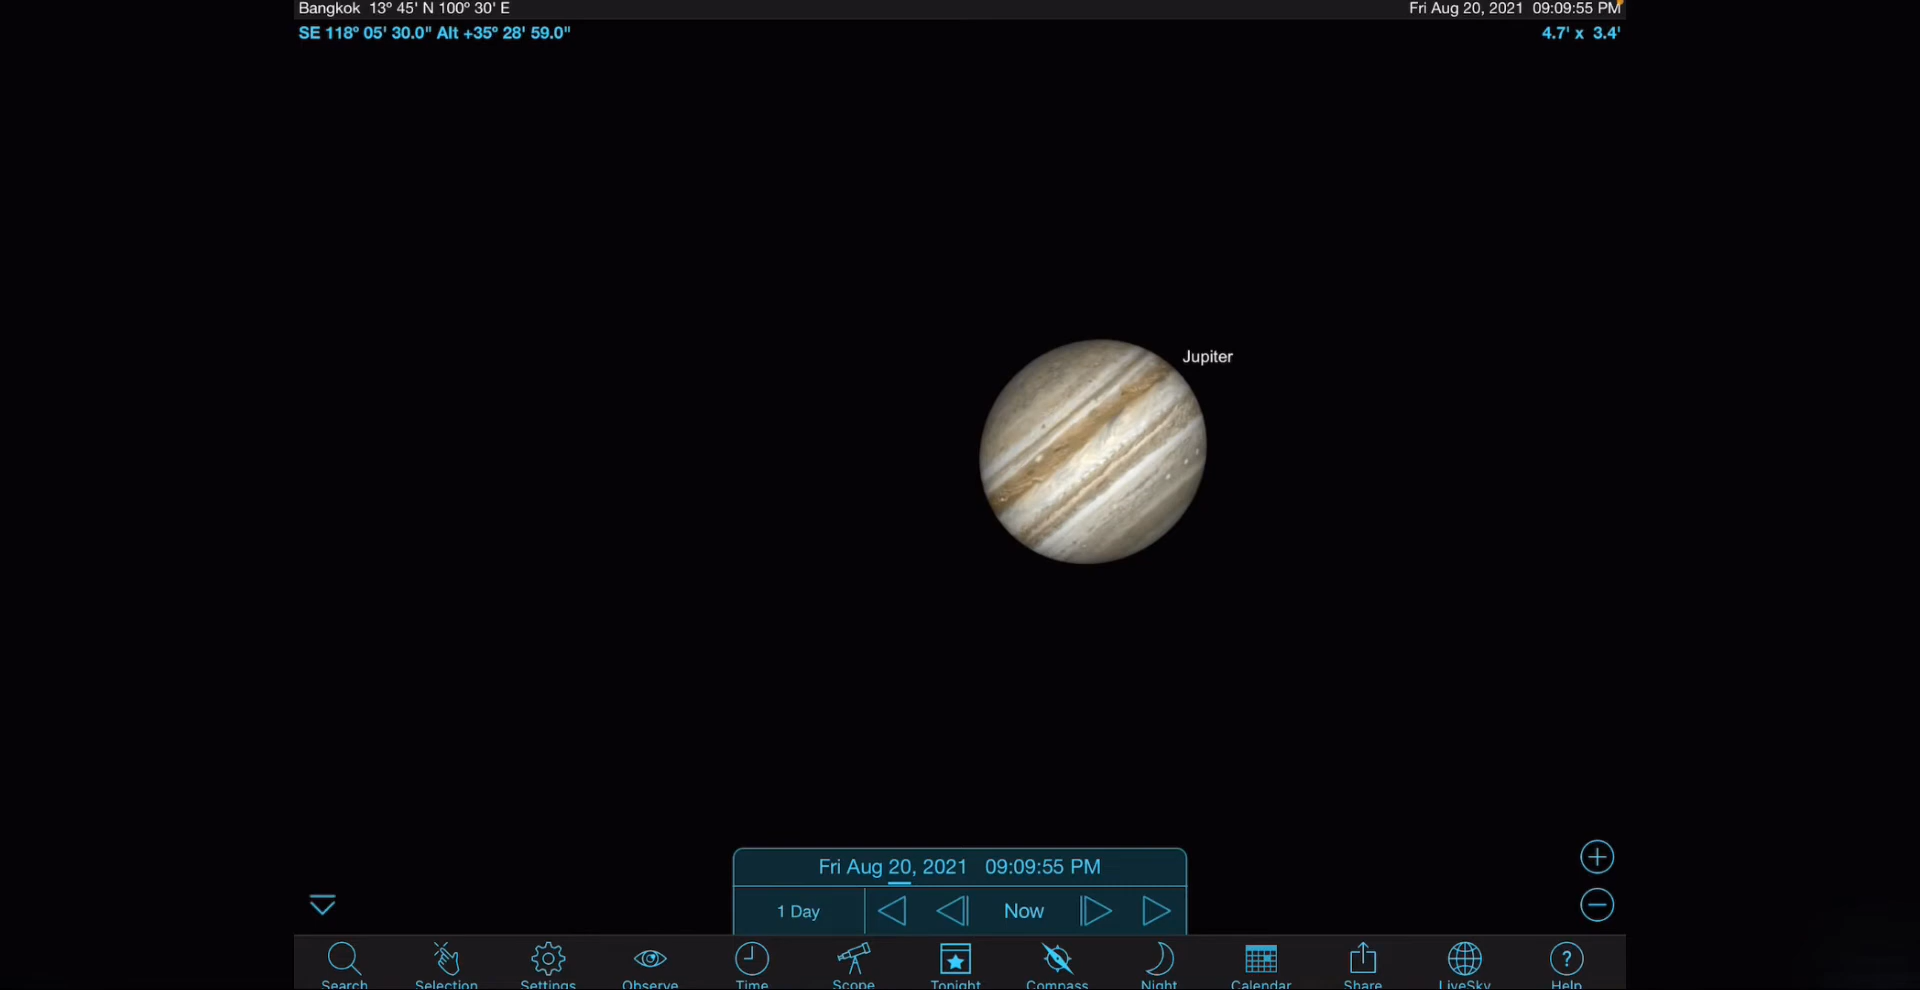 Bangkok 13° 45' N 100° 30' E
Fri Aug 20, 2021 09:09:55 PM
SE 118° 05' 30.0" Alt +35° 28' 59.0"
4.7' x 3.4'
Jupiter
Fri Aug 20, 2021 09:09:55 PM
1 Day
Now
Search
Selection
Settings
Observe
Time
Scope
Tonight
Compass
Night
Calendar
Share
LiveSky
Help